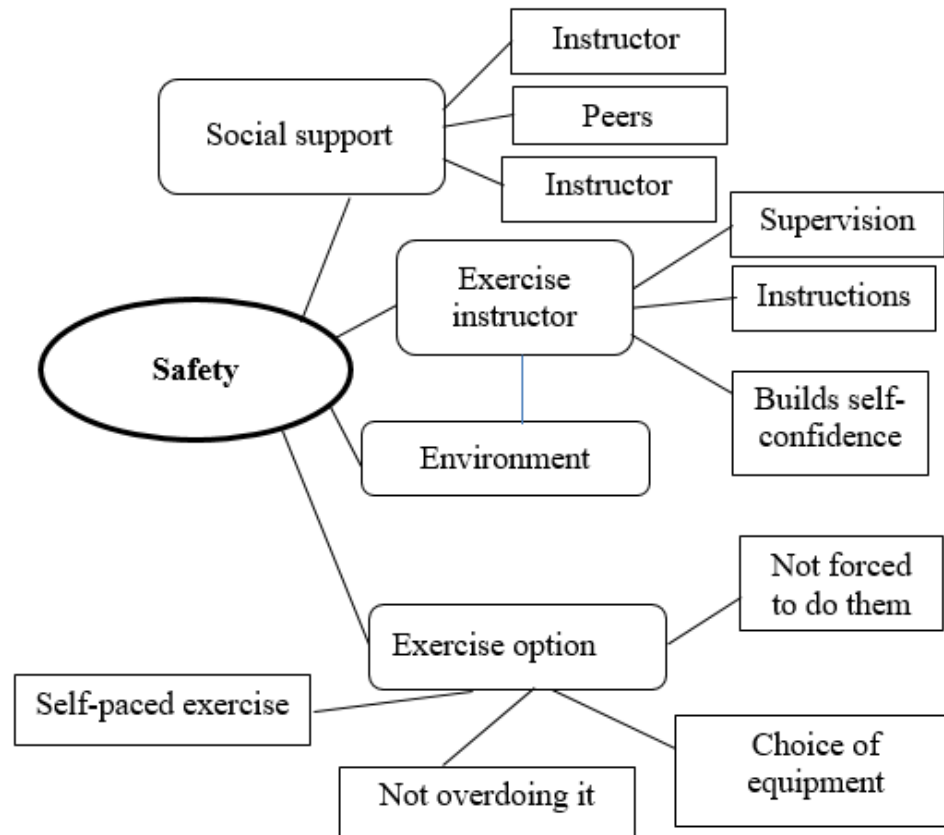 Instructor
Social support
Peers
Instructor
Supervision
Exercise
instructor
Instructions
Safety
Builds self-
confidence
Environment
Not forced
to do them
Exercise option
Self-paced exercise
Choice of
equipment
Not overdoing it